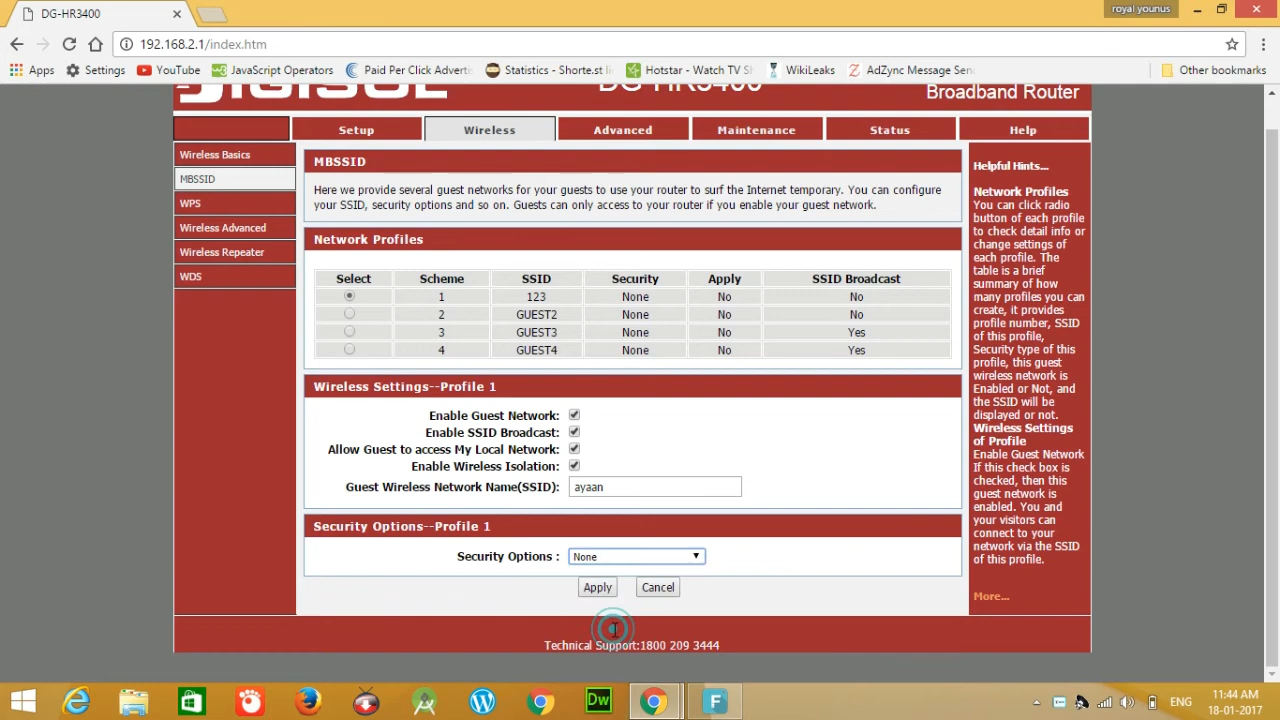 DG-HR3400
royal younus
192.168.2.1/index.htm
Apps Settings YouTube JavaScript Operators Paid Per Click Adverti Statistics - Shorte.st li Hotstar - Watch TV Sh WikiLeaks AdZync Message Sen Other bookmarks
DIGISOL DG-HR3400 Broadband Router
Setup Wireless Advanced Maintenance Status Help
Wireless Basics
MBSSID
WPS
Wireless Advanced
Wireless Repeater
WDS
MBSSID
Here we provide several guest networks for your guests to use your router to surf the Internet temporary. You can configure
your SSID, security options and so on. Guests can only access to your router if you enable your guest network.
Network Profiles
Select Scheme SSID Security Apply SSID Broadcast
1 123 None No No
2 GUEST2 None No No
3 GUEST3 None No Yes
4 GUEST4 None No Yes
Wireless Settings--Profile 1
Enable Guest Network:
Enable SSID Broadcast:
Allow Guest to access My Local Network:
Enable Wireless Isolation:
Guest Wireless Network Name(SSID): ayaan
Security Options--Profile 1
Security Options : None
Apply Cancel
Helpful Hints...
Network Profiles
You can click radio
button of each profile
to check detail info or
change settings of
each profile. The
table is a brief
summary of how
many profiles you can
create, it provides
profile number, SSID
of this profile,
Security type of this
profile, this guest
wireless network is
Enabled or Not, and
the SSID will be
displayed or not.
Wireless Settings
of Profile
Enable Guest Network
If this check box is
checked, then this
guest network is
enabled. You and
your visitors can
connect to your
network via the SSID
of this profile.
More...
Technical Support:1800 209 3444
Dw F ENG 11:44 AM
18-01-2017